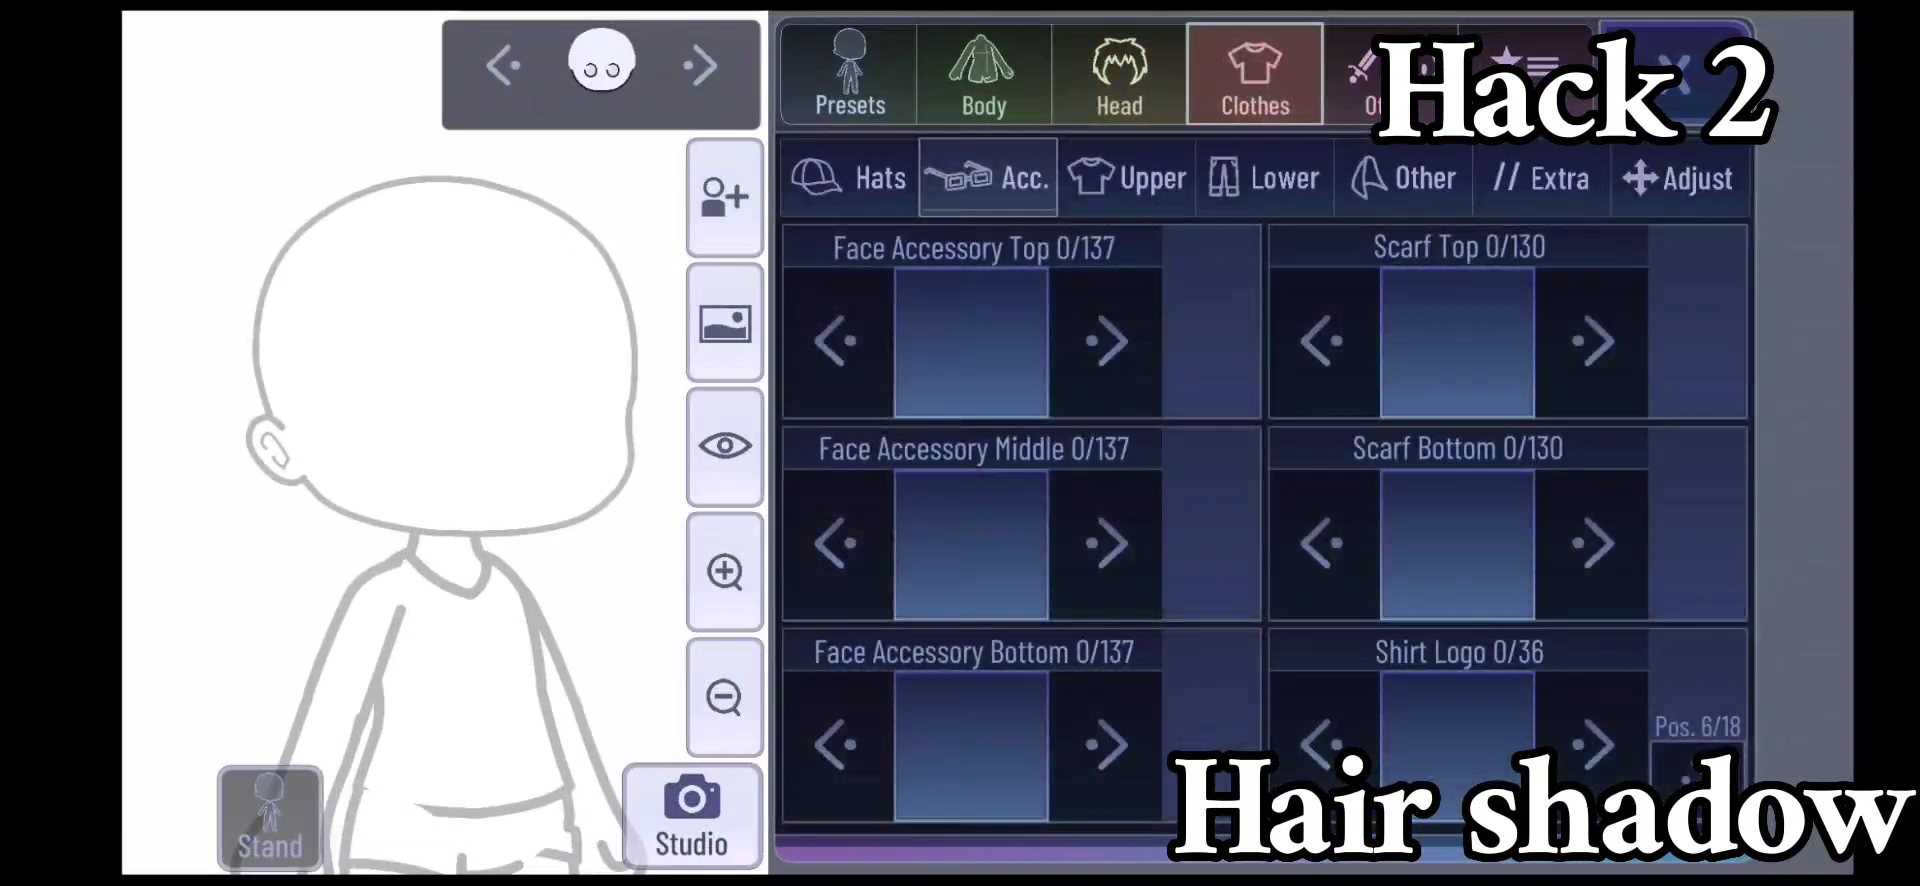 Hack 2
Presets
Body
Head
Clothes
Hats
Acc.
Upper
Lower
Other
Extra
Adjust
Face Accessory Top 0/137
Scarf Top 0/130
Face Accessory Middle 0/137
Scarf Bottom 0/130
Face Accessory Bottom 0/137
Shirt Logo 0/36
Pos. 6/18
Stand
Studio
Hair shadow